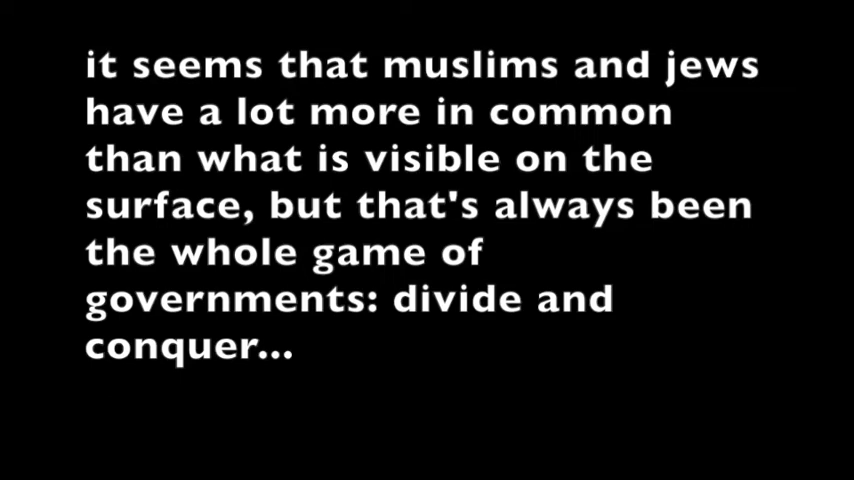 it seems that muslims and jews
have a lot more in common
than what is visible on the
surface, but that's always been
the whole game of
governments: divide and
conquer...